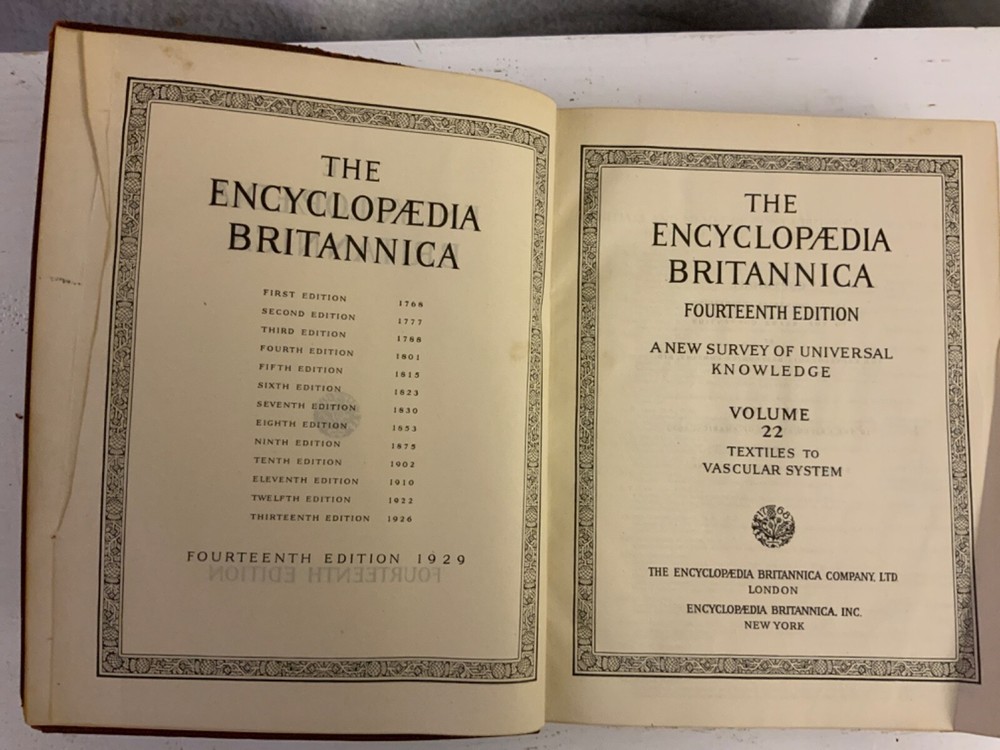 THE
ENCYCLOPÆDIA
BRITANNICA
FIRST EDITION 1768
SECOND EDITION 1777
THIRD EDITION 1788
FOURTH EDITION 1801
FIFTH EDITION 1815
SIXTH EDITION 1823
SEVENTH EDITION 1830
EIGHTH EDITION 1853
NINTH EDITION 1875
TENTH EDITION 1902
ELEVENTH EDITION 1910
TWELFTH EDITION 1922
THIRTEENTH EDITION 1926
FOURTEENTH EDITION 1929
THE
ENCYCLOPÆDIA
BRITANNICA
FOURTEENTH EDITION
A NEW SURVEY OF UNIVERSAL
KNOWLEDGE
VOLUME
22
TEXTILES TO
VASCULAR SYSTEM
1768
THE ENCYCLOPÆDIA BRITANNICA COMPANY, LTD.
LONDON
ENCYCLOPÆDIA BRITANNICA, INC.
NEW YORK